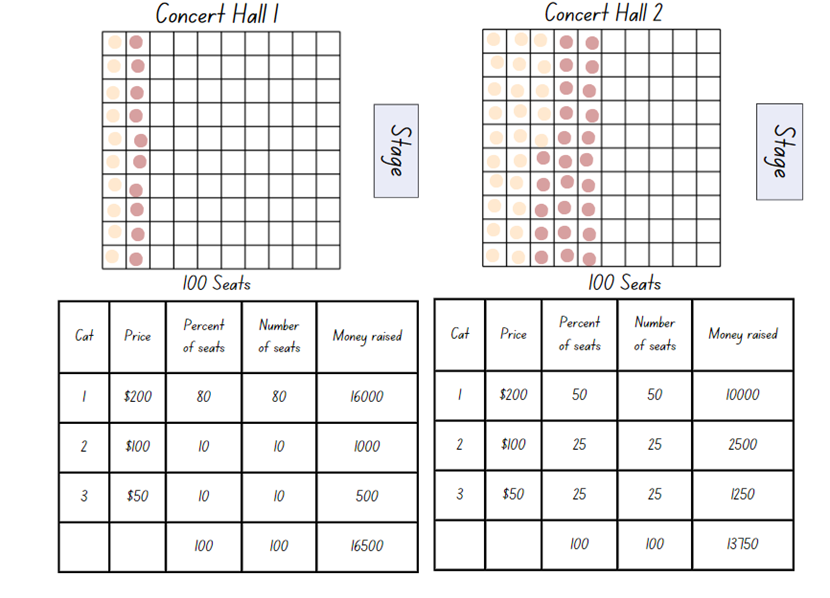 Concert Hall 1
Concert Hall 2
Stage
Stage
100 Seats
100 Seats
Cat Price Percent of seats Number of seats Money raised
1 $200 80 80 16000
2 $100 10 10 1000
3 $50 10 10 500
100 100 16500
Cat Price Percent of seats Number of seats Money raised
1 $200 50 50 10000
2 $100 25 25 2500
3 $50 25 25 1250
100 100 13750